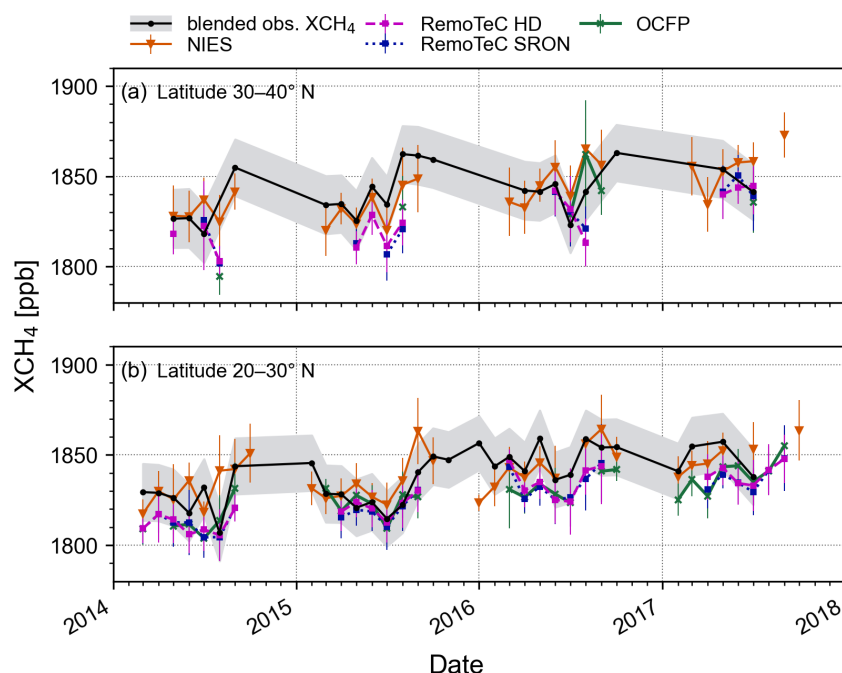 blended obs. XCH₄ RemoTeC HD OCFP
NIES RemoTeC SRON
(a) Latitude 30–40° N
1900
1850
1800
XCH₄ [ppb]
(b) Latitude 20–30° N
1900
1850
1800
2014 2015 2016 2017 2018
Date